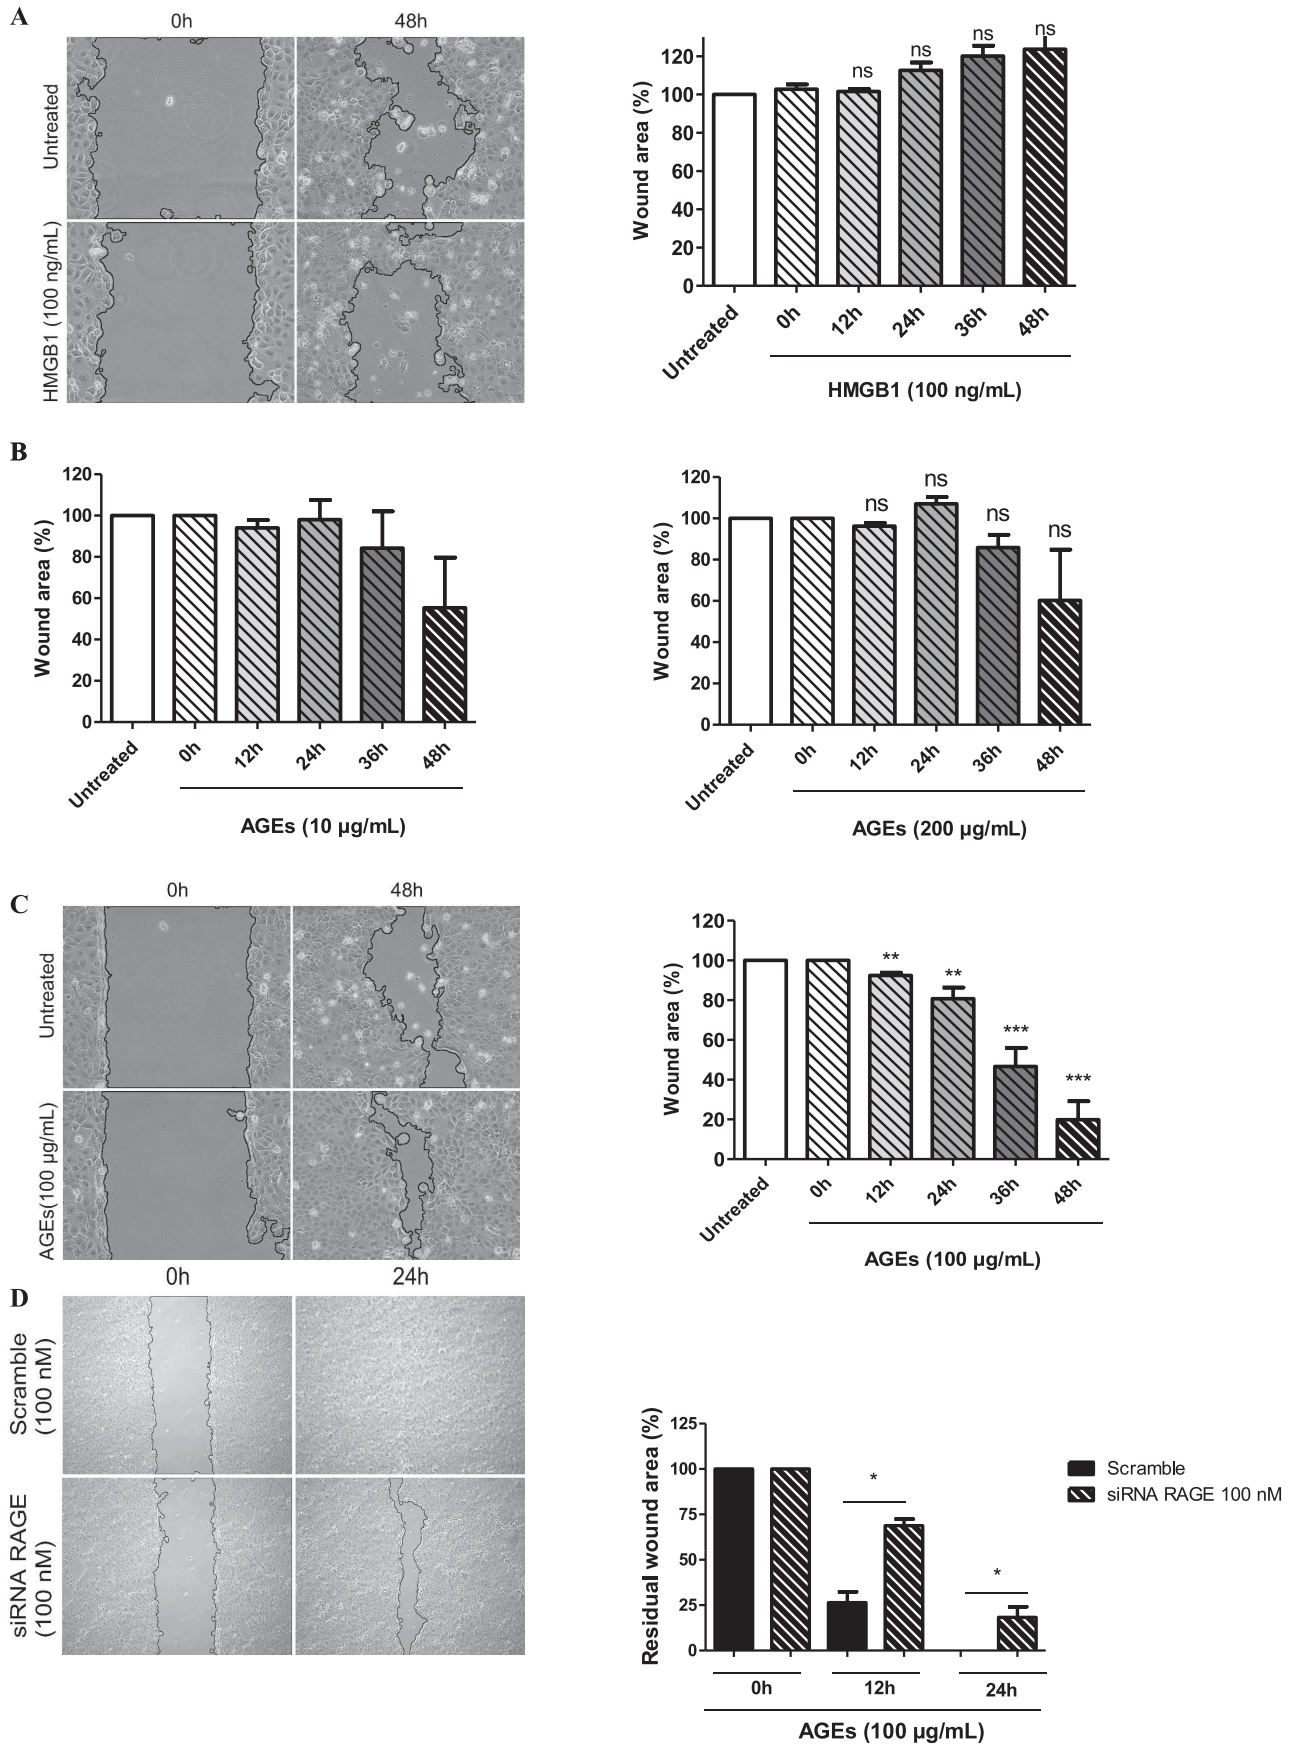 A
0h
48h
Untreated
HMGB1 (100 ng/mL)
Wound area (%)
120
100
80
60
40
20
0
ns
ns
ns
ns
Untreated
0h
12h
24h
36h
48h
HMGB1 (100 ng/mL)
B
Wound area (%)
120
100
80
60
40
20
0
Untreated
0h
12h
24h
36h
48h
AGEs (10 µg/mL)
Wound area (%)
120
100
80
60
40
20
0
ns
ns
ns
ns
Untreated
0h
12h
24h
36h
48h
AGEs (200 µg/mL)
C
0h
48h
Untreated
AGEs(100 µg/mL)
Wound area (%)
120
100
80
60
40
20
0
**
**
***
***
Untreated
0h
12h
24h
36h
48h
AGEs (100 µg/mL)
D
0h
24h
Scramble
(100 nM)
siRNA RAGE
(100 nM)
Residual wound area (%)
125
100
75
50
25
0
*
*
0h
12h
24h
AGEs (100 µg/mL)
Scramble
siRNA RAGE 100 nM